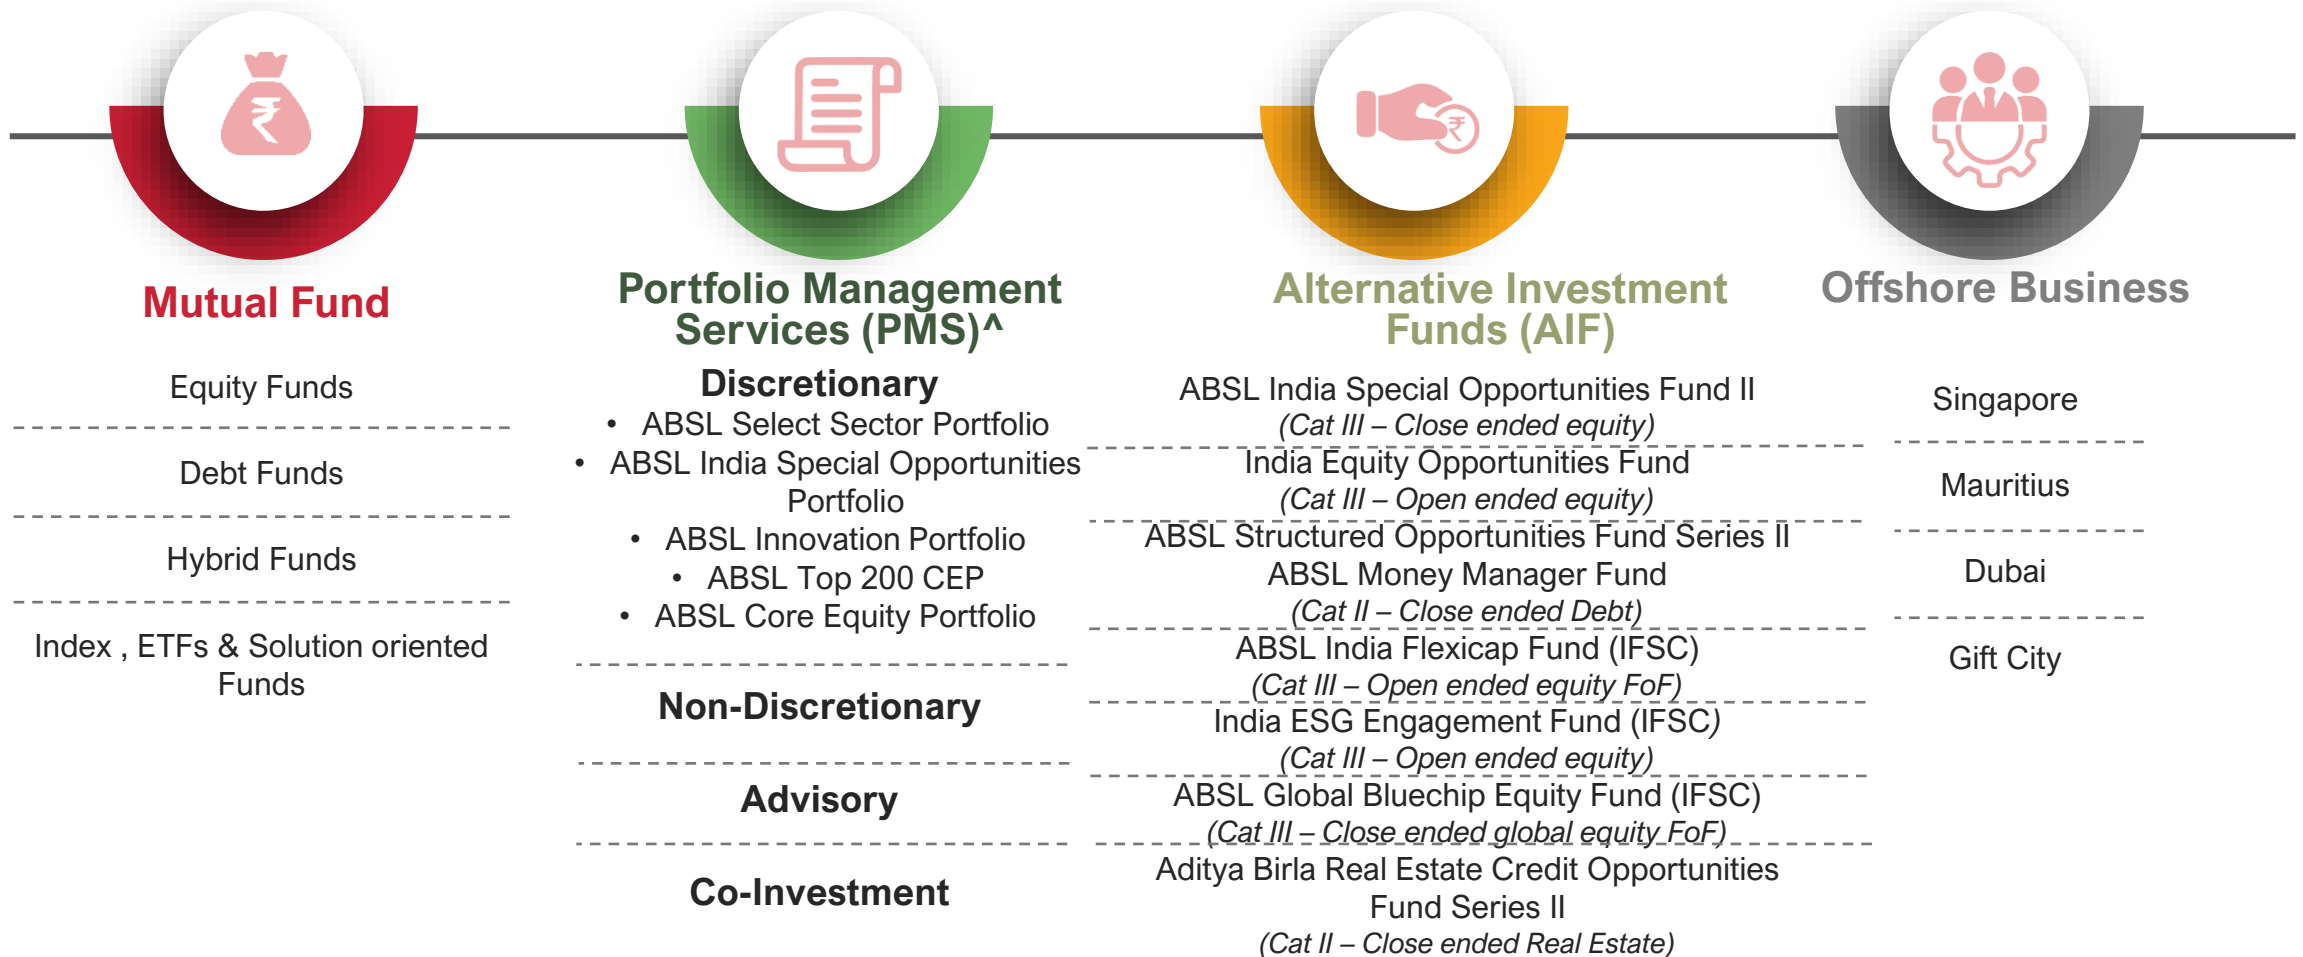 Mutual Fund
Equity Funds
Debt Funds
Hybrid Funds
Index , ETFs & Solution oriented
Funds
Portfolio Management
Services (PMS)^
Discretionary
• ABSL Select Sector Portfolio
• ABSL India Special Opportunities
Portfolio
• ABSL Innovation Portfolio
• ABSL Top 200 CEP
• ABSL Core Equity Portfolio
Non-Discretionary
Advisory
Co-Investment
Alternative Investment
Funds (AIF)
ABSL India Special Opportunities Fund II
(Cat III – Close ended equity)
India Equity Opportunities Fund
(Cat III – Open ended equity)
ABSL Structured Opportunities Fund Series II
ABSL Money Manager Fund
(Cat II – Close ended Debt)
ABSL India Flexicap Fund (IFSC)
(Cat III – Open ended equity FoF)
India ESG Engagement Fund (IFSC)
(Cat III – Open ended equity)
ABSL Global Bluechip Equity Fund (IFSC)
(Cat III – Close ended global equity FoF)
Aditya Birla Real Estate Credit Opportunities
Fund Series II
(Cat II – Close ended Real Estate)
Offshore Business
Singapore
Mauritius
Dubai
Gift City